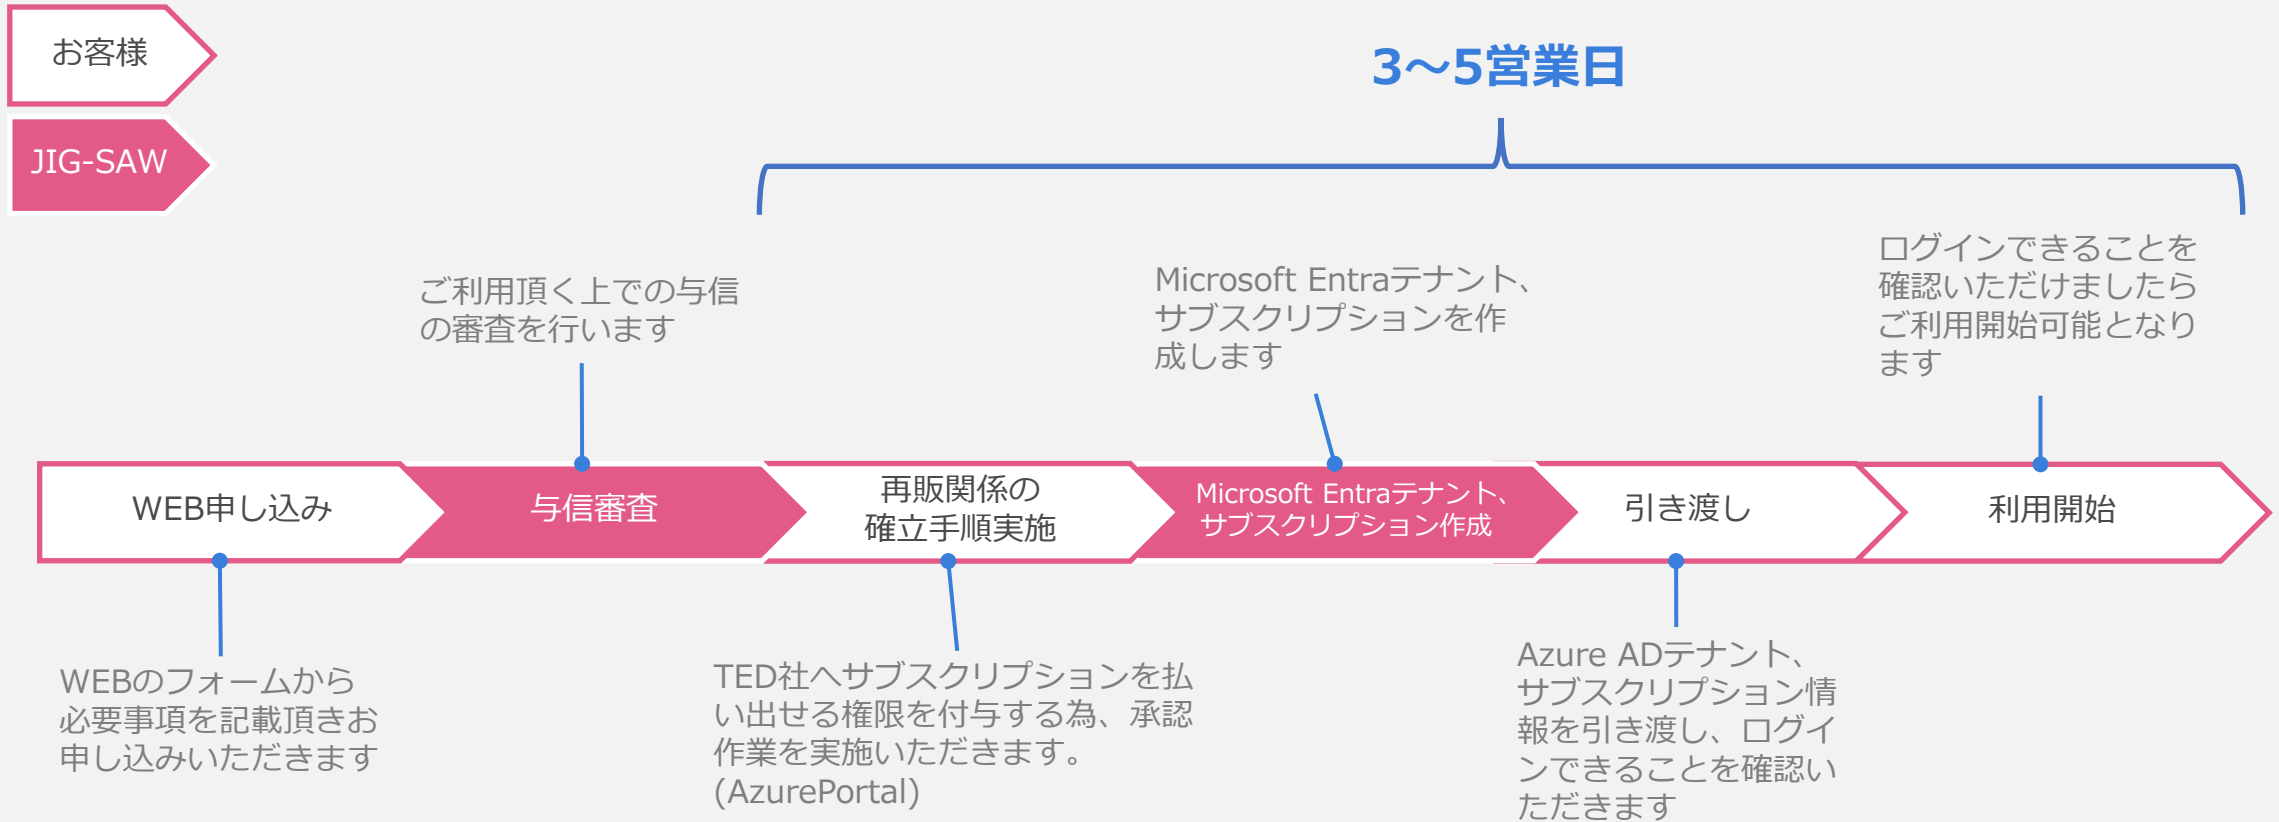 お客様
JIG-SAW
3～5営業日
ご利用頂く上での与信
の審査を行います
Microsoft Entraテナント、
サブスクリプションを作
成します
ログインできることを
確認いただけましたら
ご利用開始可能となり
ます
WEB申し込み
与信審査
再販関係の
確立手順実施
Microsoft Entraテナント、
サブスクリプション作成
引き渡し
利用開始
WEBのフォームから
必要事項を記載頂きお
申し込みいただきます
TED社へサブスクリプションを払
い出せる権限を付与する為、承認
作業を実施いただきます。
(AzurePortal)
Azure ADテナント、
サブスクリプション情
報を引き渡し、ログイ
ンできることを確認い
ただきます